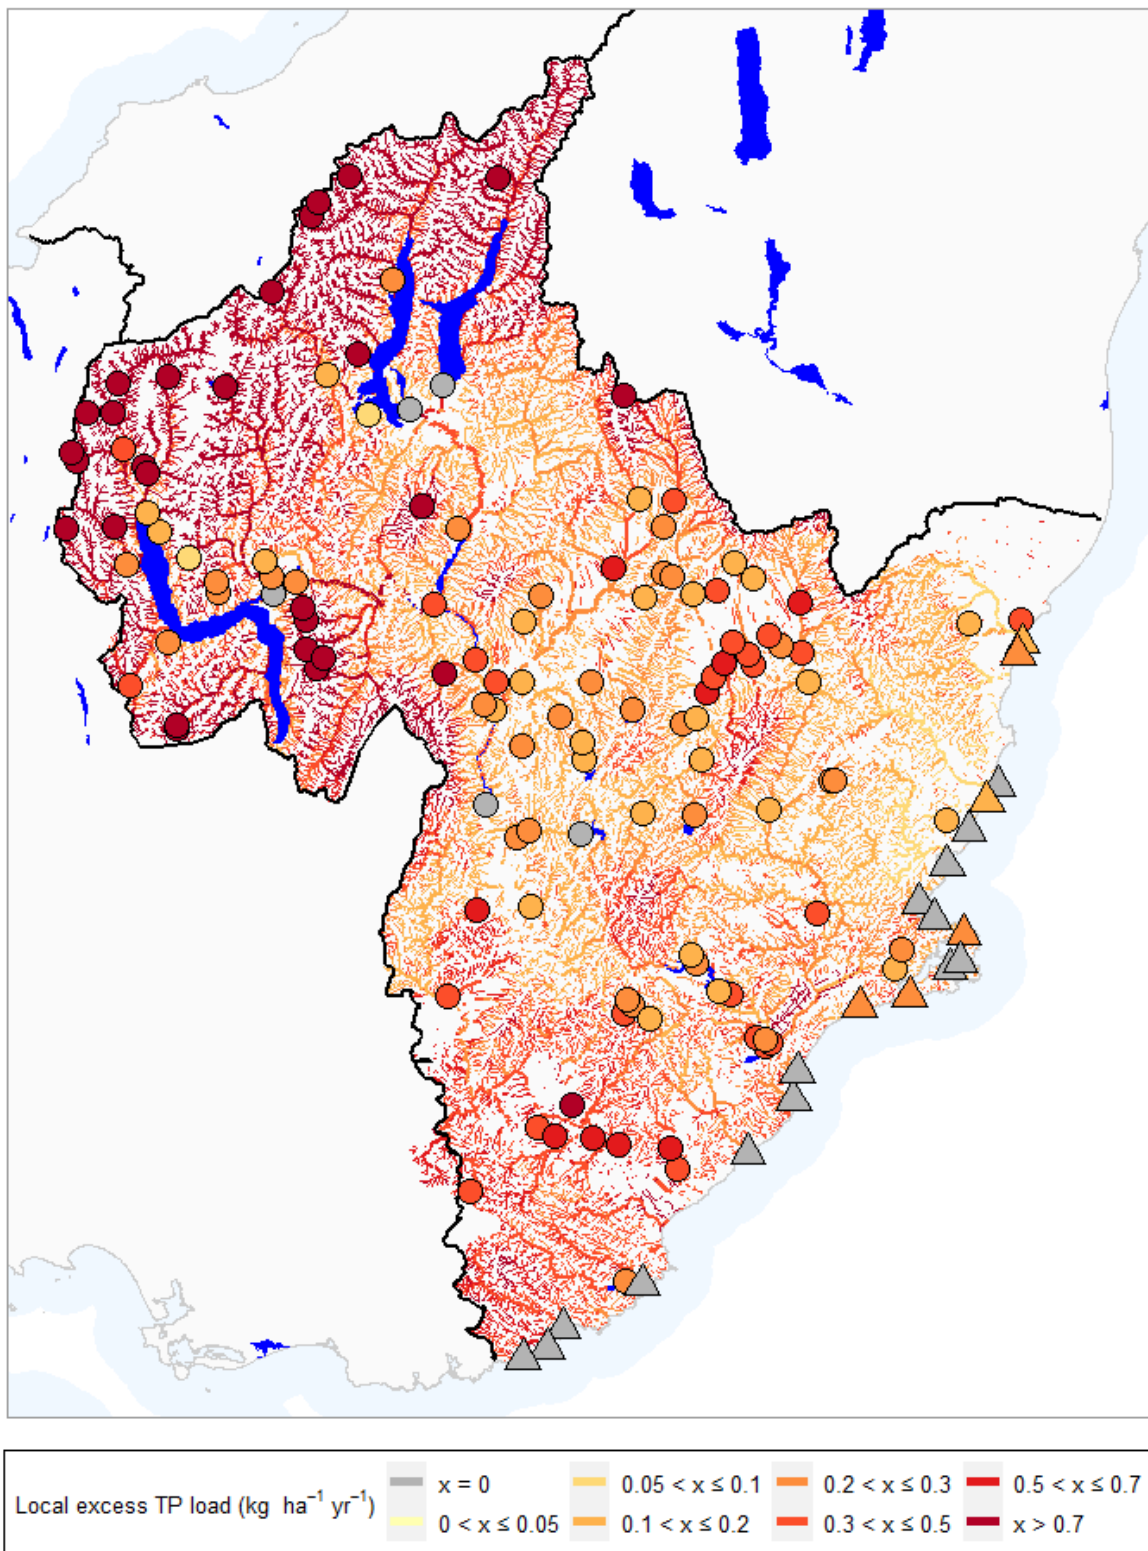 Local excess TP load (kg ha⁻¹ yr⁻¹)
x = 0
0 < x ≤ 0.05
0.05 < x ≤ 0.1
0.1 < x ≤ 0.2
0.2 < x ≤ 0.3
0.3 < x ≤ 0.5
0.5 < x ≤ 0.7
x > 0.7